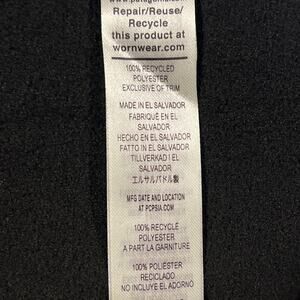 www.patagonia.com
Repair/Reuse/
Recycle
this product at
wornwear.com
100% RECYCLED
POLYESTER
EXCLUSIVE OF TRIM
MADE IN EL SALVADOR
FABRIQUÉ EN EL
SALVADOR
HECHO EN EL SALVADOR
FATTO IN EL SALVADOR
TILLVERKAD I EL
SALVADOR
エルサルバドル製
MFG DATE AND LOCATION
AT PCPSIA.COM
100% RECYCLÉ
POLYESTER
A PART LA GARNITURE
100% POLIÉSTER
RECICLADO
NO INCLUYE EL ADORNO